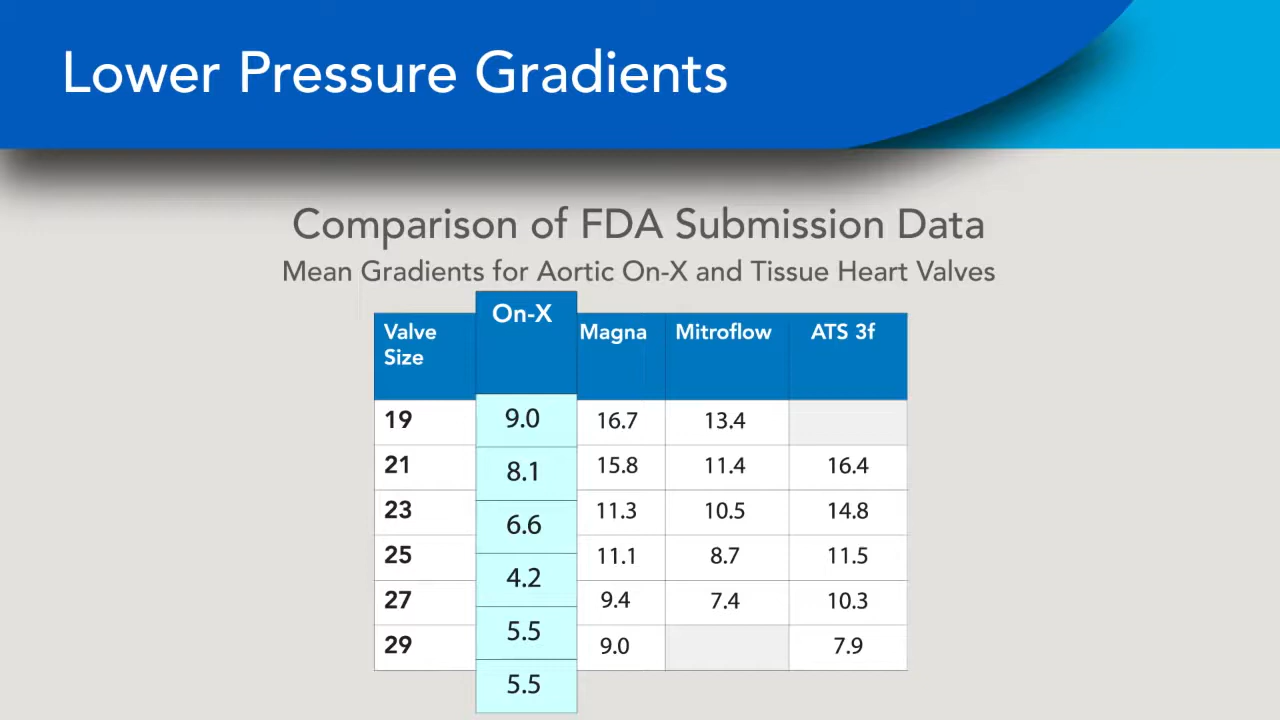 Lower Pressure Gradients
Comparison of FDA Submission Data
Mean Gradients for Aortic On-X and Tissue Heart Valves
Valve Size On-X Magna Mitroflow ATS 3f
19 9.0 16.7 13.4
21 8.1 15.8 11.4 16.4
23 6.6 11.3 10.5 14.8
25 4.2 11.1 8.7 11.5
27 5.5 9.4 7.4 10.3
29 5.5 9.0 7.9